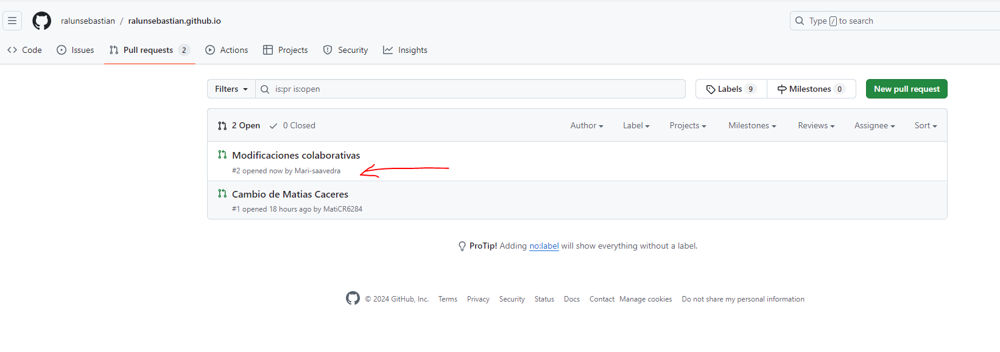 ralunsebastian / ralunsebastian.github.io
Type / to search
Code Issues Pull requests 2 Actions Projects Security Insights
Filters is:pr is:open Labels 9 Milestones 0 New pull request
2 Open 0 Closed Author Label Projects Milestones Reviews Assignee Sort
Modificaciones colaborativas
#2 opened now by Mari-saavedra
Cambio de Matias Caceres
#1 opened 18 hours ago by MatiCR6284
ProTip! Adding no:label will show everything without a label.
© 2024 GitHub, Inc. Terms Privacy Security Status Docs Contact Manage cookies Do not share my personal information